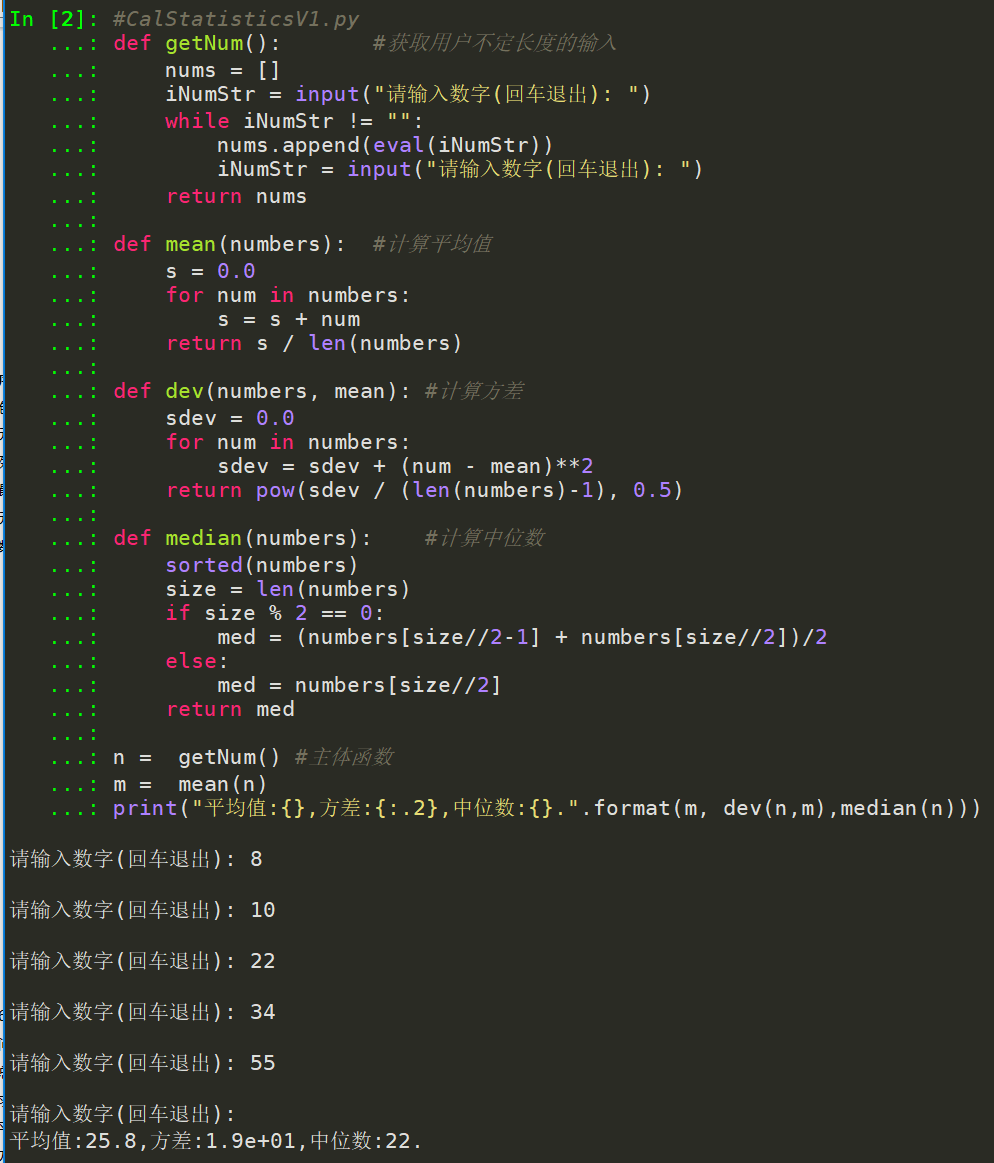 In [2]: #CalStatisticsV1.py
   ...: def getNum():       #获取用户不定长度的输入
   ...:     nums = []
   ...:     iNumStr = input("请输入数字(回车退出): ")
   ...:     while iNumStr != "":
   ...:         nums.append(eval(iNumStr))
   ...:         iNumStr = input("请输入数字(回车退出): ")
   ...:     return nums
   ...:
   ...: def mean(numbers):  #计算平均值
   ...:     s = 0.0
   ...:     for num in numbers:
   ...:         s = s + num
   ...:     return s / len(numbers)
   ...:
   ...: def dev(numbers, mean): #计算方差
   ...:     sdev = 0.0
   ...:     for num in numbers:
   ...:         sdev = sdev + (num - mean)**2
   ...:     return pow(sdev / (len(numbers)-1), 0.5)
   ...:
   ...: def median(numbers):    #计算中位数
   ...:     sorted(numbers)
   ...:     size = len(numbers)
   ...:     if size % 2 == 0:
   ...:         med = (numbers[size//2-1] + numbers[size//2])/2
   ...:     else:
   ...:         med = numbers[size//2]
   ...:     return med
   ...:
   ...: n =  getNum() #主体函数
   ...: m =  mean(n)
   ...: print("平均值:{},方差:{:.2},中位数:{}.".format(m, dev(n,m),median(n)))
请输入数字(回车退出): 8
请输入数字(回车退出): 10
请输入数字(回车退出): 22
请输入数字(回车退出): 34
请输入数字(回车退出): 55
请输入数字(回车退出):
平均值:25.8,方差:1.9e+01,中位数:22.